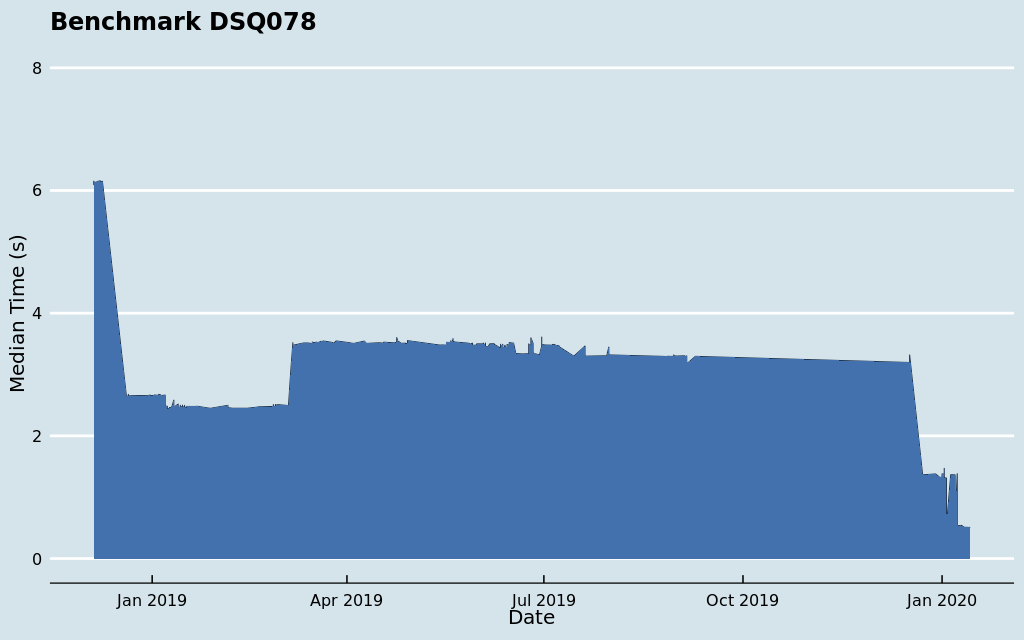 Benchmark DSQ078
Median Time (s)
8
6
4
2
0
Jan 2019
Apr 2019
Jul 2019
Oct 2019
Jan 2020
Date